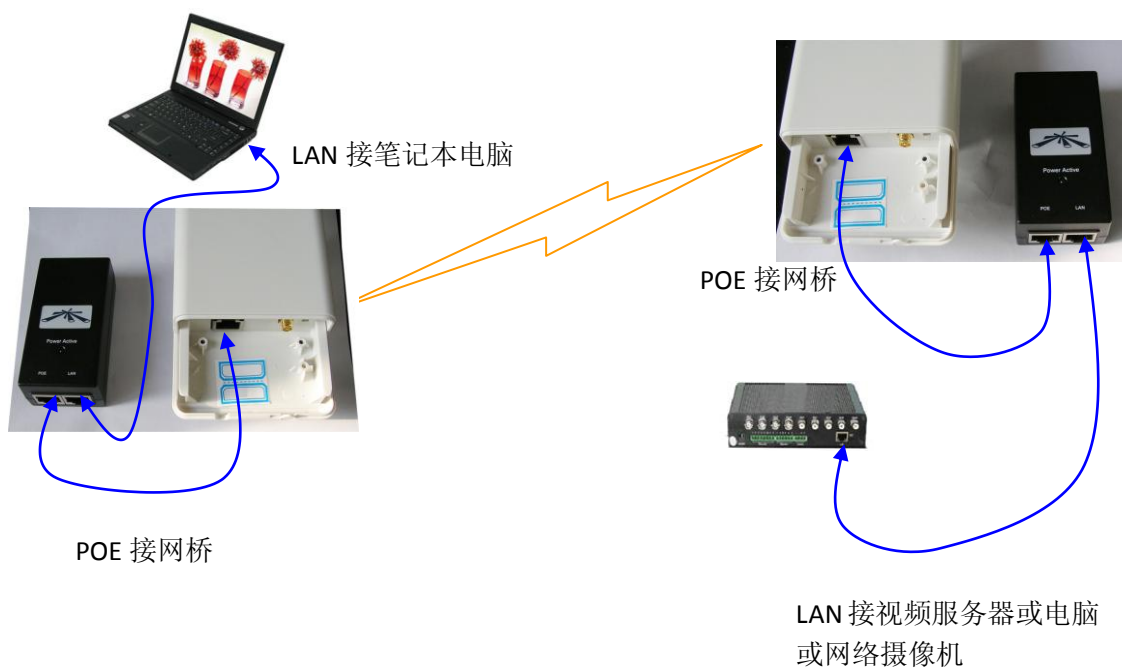 LAN 接笔记本电脑
Power Active
POE LAN
POE 接网桥
Power Active
POE LAN
POE 接网桥
LAN 接视频服务器或电脑
或网络摄像机